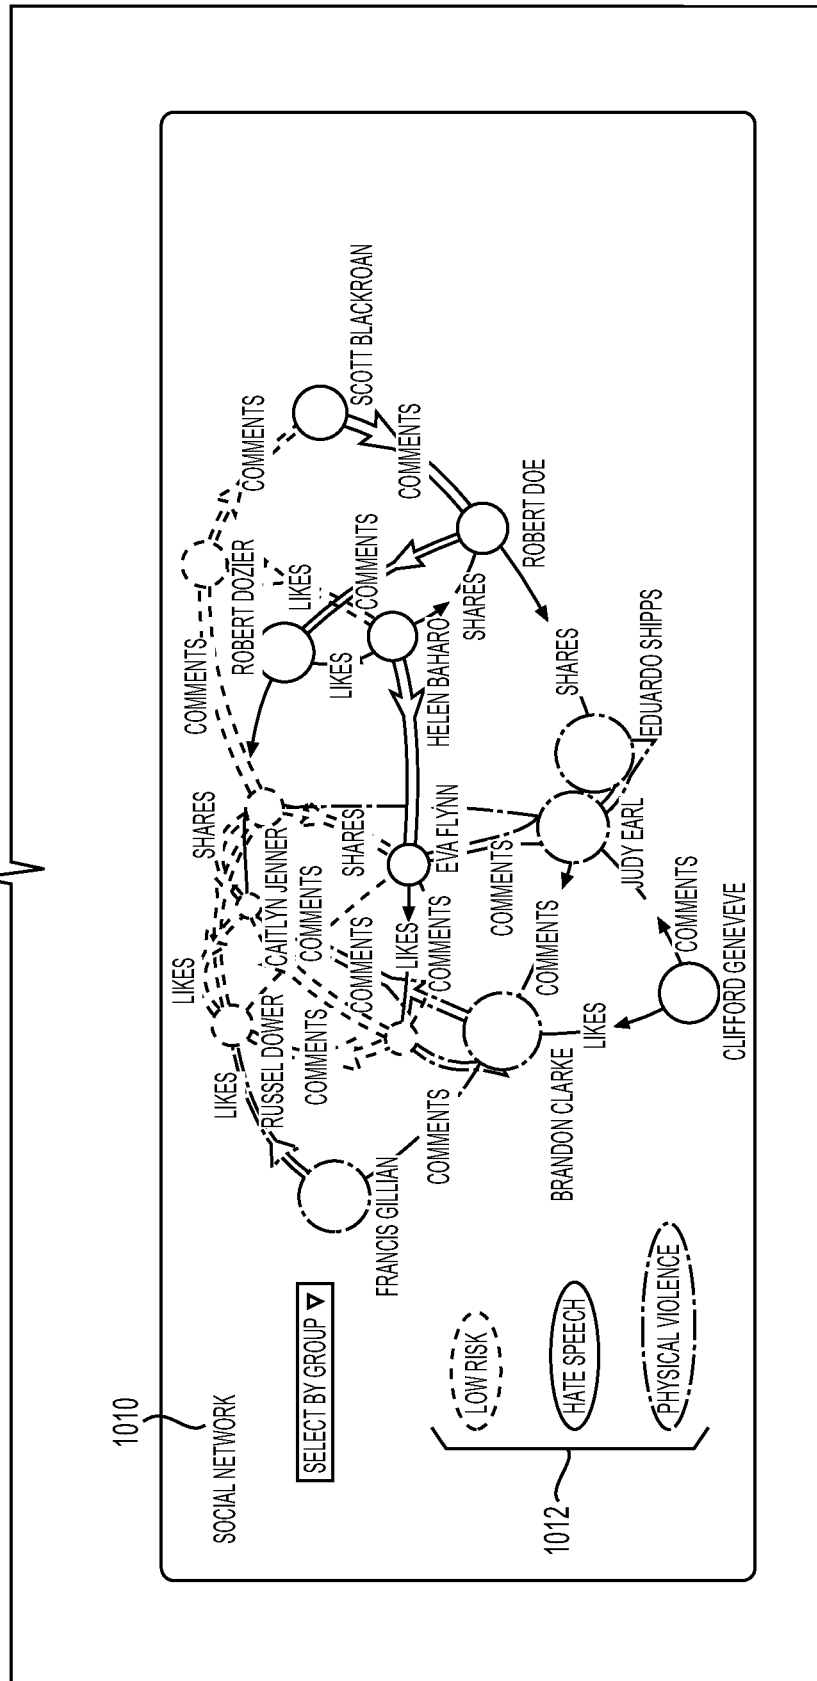 1010
SOCIAL NETWORK
SELECT BY GROUP
1012
LOW RISK
HATE SPEECH
PHYSICAL VIOLENCE
FRANCIS GILLIAN
LIKES
RUSSEL DOWER
COMMENTS
COMMENTS
BRANDON CLARKE
LIKES
LIKES
CAITLYN JENNER
COMMENTS
COMMENTS
LIKES
COMMENTS
COMMENTS
LIKES
CLIFFORD GENEVEVE
COMMENTS
SHARES
SHARES
EVA FLYNN
COMMENTS
JUDY EARL
EDUARDO SHIPPS
COMMENTS
ROBERT DOZIER
LIKES
HELEN BAHARO
LIKES
COMMENTS
SHARES
SHARES
ROBERT DOE
COMMENTS
COMMENTS
SCOTT BLACKROAN